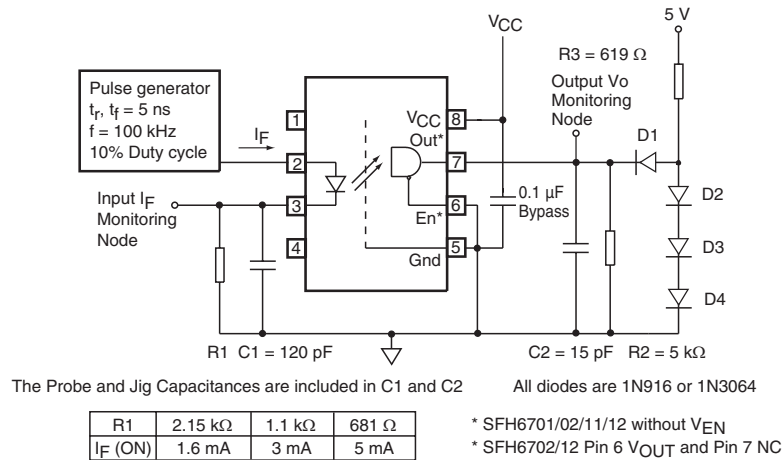 VCC
5 V
R3 = 619 Ω
Output Vo
Monitoring
Node
Pulse generator
tr, tf = 5 ns
f = 100 kHz
10% Duty cycle
IF
1
2
3
4
VCC
Out*
En*
Gnd
8
7
6
5
D1
D2
D3
D4
0.1 µF
Bypass
Input IF
Monitoring
Node
R1 C1 = 120 pF
C2 = 15 pF
R2 = 5 kΩ
The Probe and Jig Capacitances are included in C1 and C2
All diodes are 1N916 or 1N3064
R1 2.15 kΩ 1.1 kΩ 681 Ω
IF (ON) 1.6 mA 3 mA 5 mA
* SFH6701/02/11/12 without VEN
* SFH6702/12 Pin 6 VOUT and Pin 7 NC